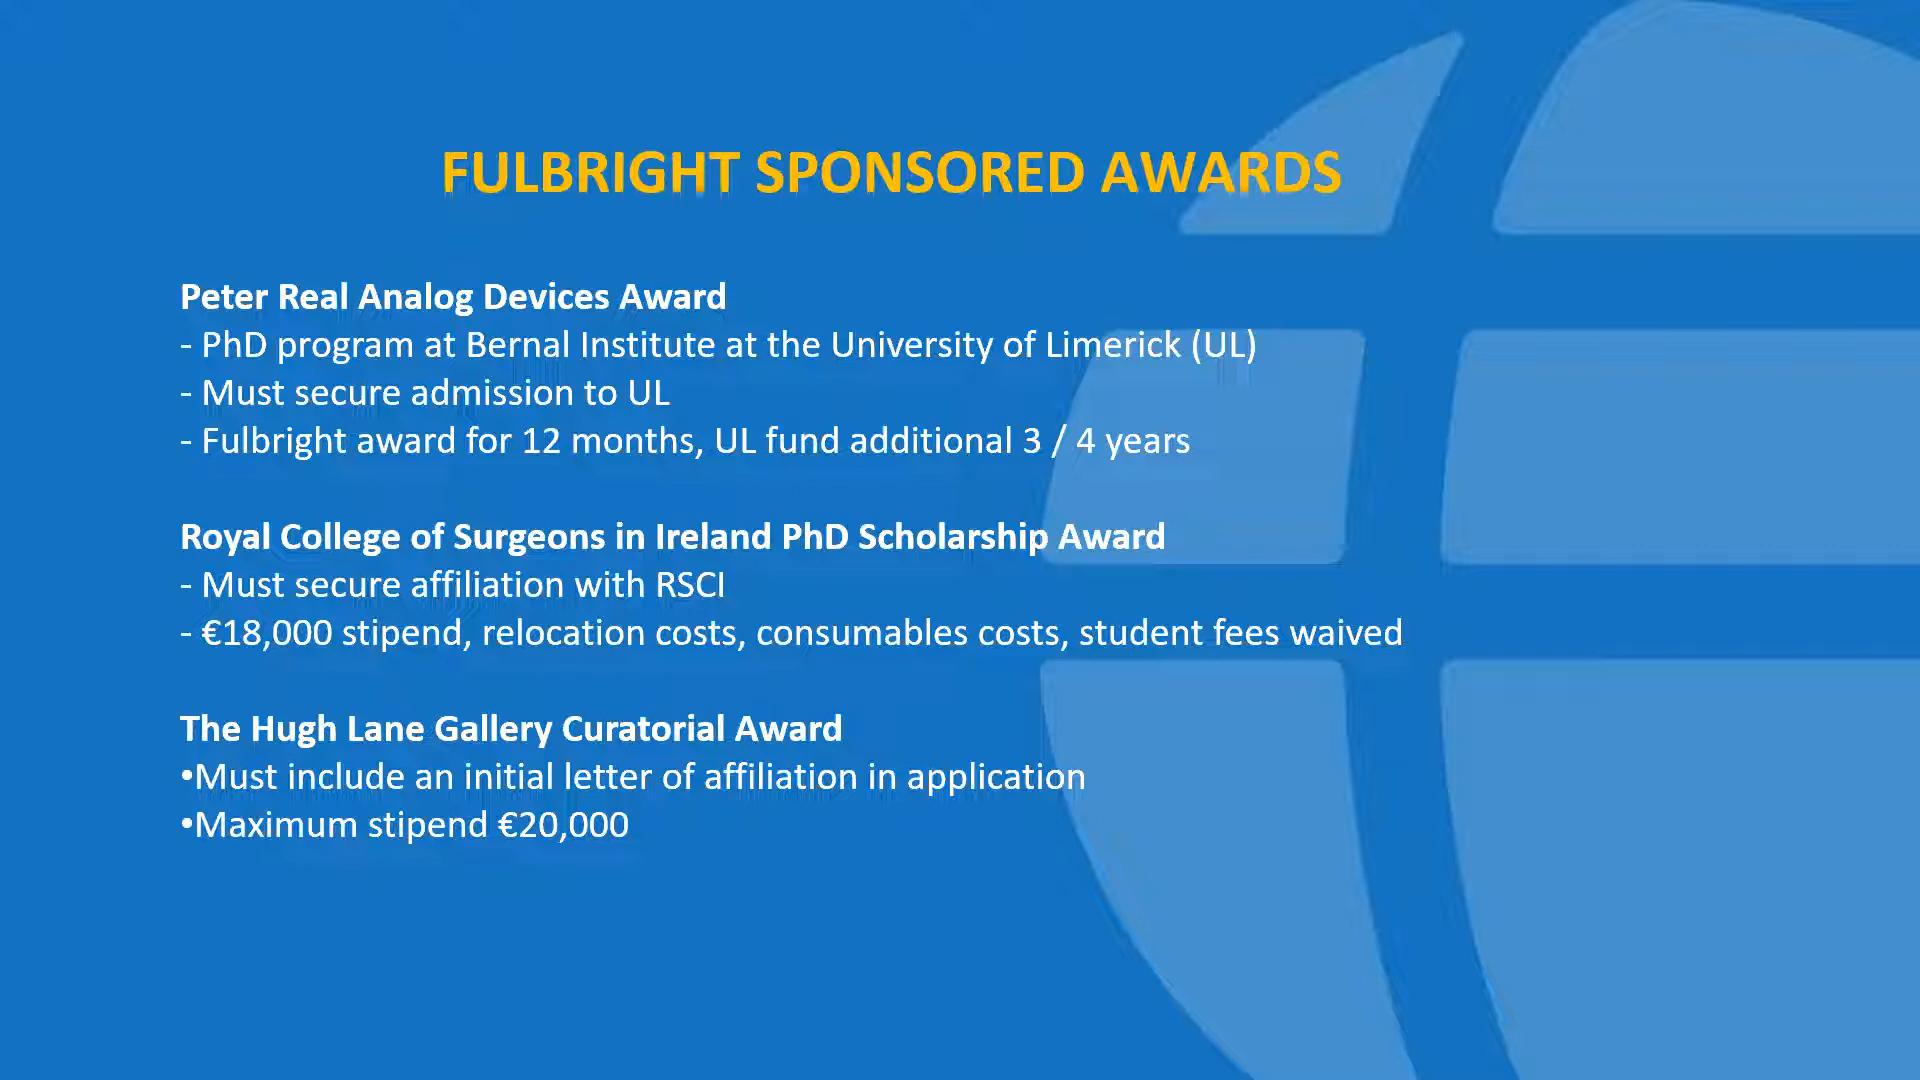 FULBRIGHT SPONSORED AWARDS
Peter Real Analog Devices Award
- PhD program at Bernal Institute at the University of Limerick (UL)
- Must secure admission to UL
- Fulbright award for 12 months, UL fund additional 3 / 4 years
Royal College of Surgeons in Ireland PhD Scholarship Award
- Must secure affiliation with RSCI
- €18,000 stipend, relocation costs, consumables costs, student fees waived
The Hugh Lane Gallery Curatorial Award
•Must include an initial letter of affiliation in application
•Maximum stipend €20,000